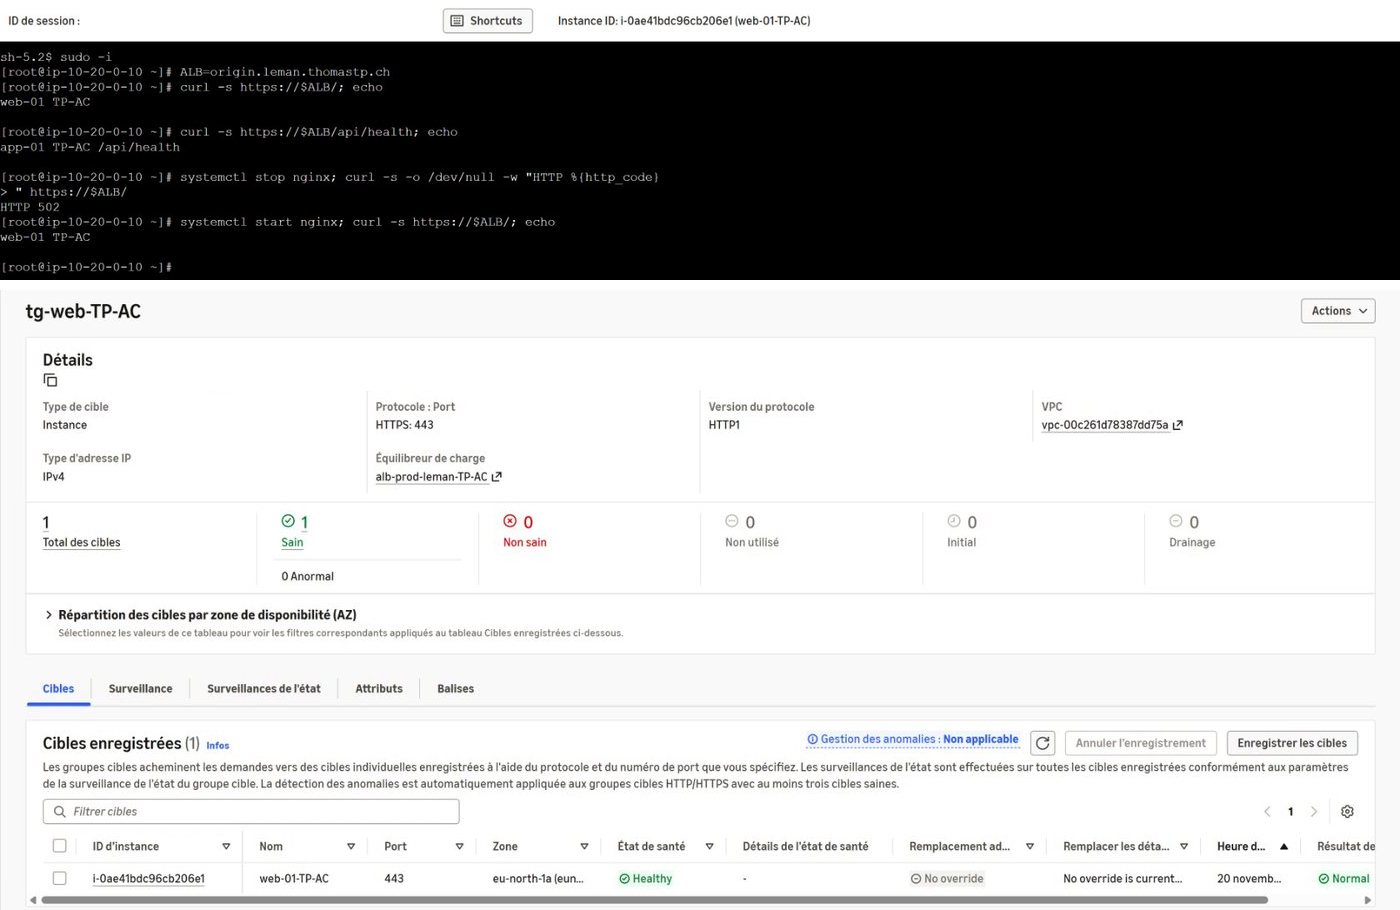 ID de session :
Shortcuts
Instance ID: i-0ae41bdc96cb206e1 (web-01-TP-AC)
sh-5.2$ sudo -i
[root@ip-10-20-0-10 ~]# ALB=origin.leman.thomastp.ch
[root@ip-10-20-0-10 ~]# curl -s https://$ALB/; echo
web-01 TP-AC
[root@ip-10-20-0-10 ~]# curl -s https://$ALB/api/health; echo
app-01 TP-AC /api/health
[root@ip-10-20-0-10 ~]# systemctl stop nginx; curl -s -o /dev/null -w "HTTP %{http_code}
> " https://$ALB/
HTTP 502
[root@ip-10-20-0-10 ~]# systemctl start nginx; curl -s https://$ALB/; echo
web-01 TP-AC
[root@ip-10-20-0-10 ~]#
tg-web-TP-AC
Actions
Détails
Type de cible
Instance
Protocole : Port
HTTPS: 443
Version du protocole
HTTP1
VPC
vpc-00c261d78387dd75a
Type d'adresse IP
IPv4
Équilibreur de charge
alb-prod-leman-TP-AC
1
Total des cibles
1
Sain
0 Anormal
0
Non sain
0
Non utilisé
0
Initial
0
Drainage
Répartition des cibles par zone de disponibilité (AZ)
Sélectionnez les valeurs de ce tableau pour voir les filtres correspondants appliqués au tableau Cibles enregistrées ci-dessous.
Cibles
Surveillance
Surveillances de l'état
Attributs
Balises
Cibles enregistrées (1) Infos
Gestion des anomalies : Non applicable
Annuler l'enregistrement
Enregistrer les cibles
Les groupes cibles acheminent les demandes vers des cibles individuelles enregistrées à l'aide du protocole et du numéro de port que vous spécifiez. Les surveillances de l'état sont effectuées sur toutes les cibles enregistrées conformément aux paramètres
de la surveillance de l'état du groupe cible. La détection des anomalies est automatiquement appliquée aux groupes cibles HTTP/HTTPS avec au moins trois cibles saines.
Filtrer cibles
1
ID d'instance
Nom
Port
Zone
État de santé
Détails de l'état de santé
Remplacement ad...
Remplacer les déta...
Heure d...
Résultat de
i-0ae41bdc96cb206e1
web-01-TP-AC
443
eu-north-1a (eun...
Healthy
-
No override
No override is current...
20 novemb...
Normal